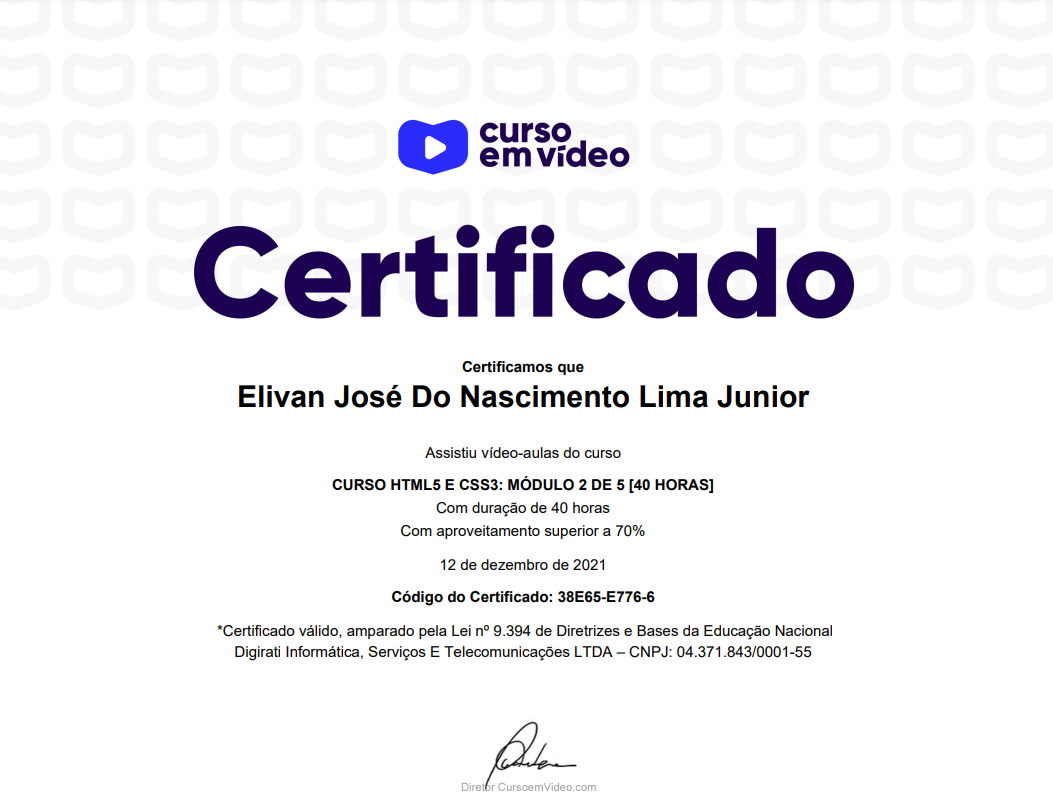 curso
em vídeo
Certificado
Certificamos que
Elivan José Do Nascimento Lima Junior
Assistiu vídeo-aulas do curso
CURSO HTML5 E CSS3: MÓDULO 2 DE 5 [40 HORAS]
Com duração de 40 horas
Com aproveitamento superior a 70%
12 de dezembro de 2021
Código do Certificado: 38E65-E776-6
*Certificado válido, amparado pela Lei nº 9.394 de Diretrizes e Bases da Educação Nacional
Digirati Informática, Serviços E Telecomunicações LTDA – CNPJ: 04.371.843/0001-55
Diretor CursoemVideo.com